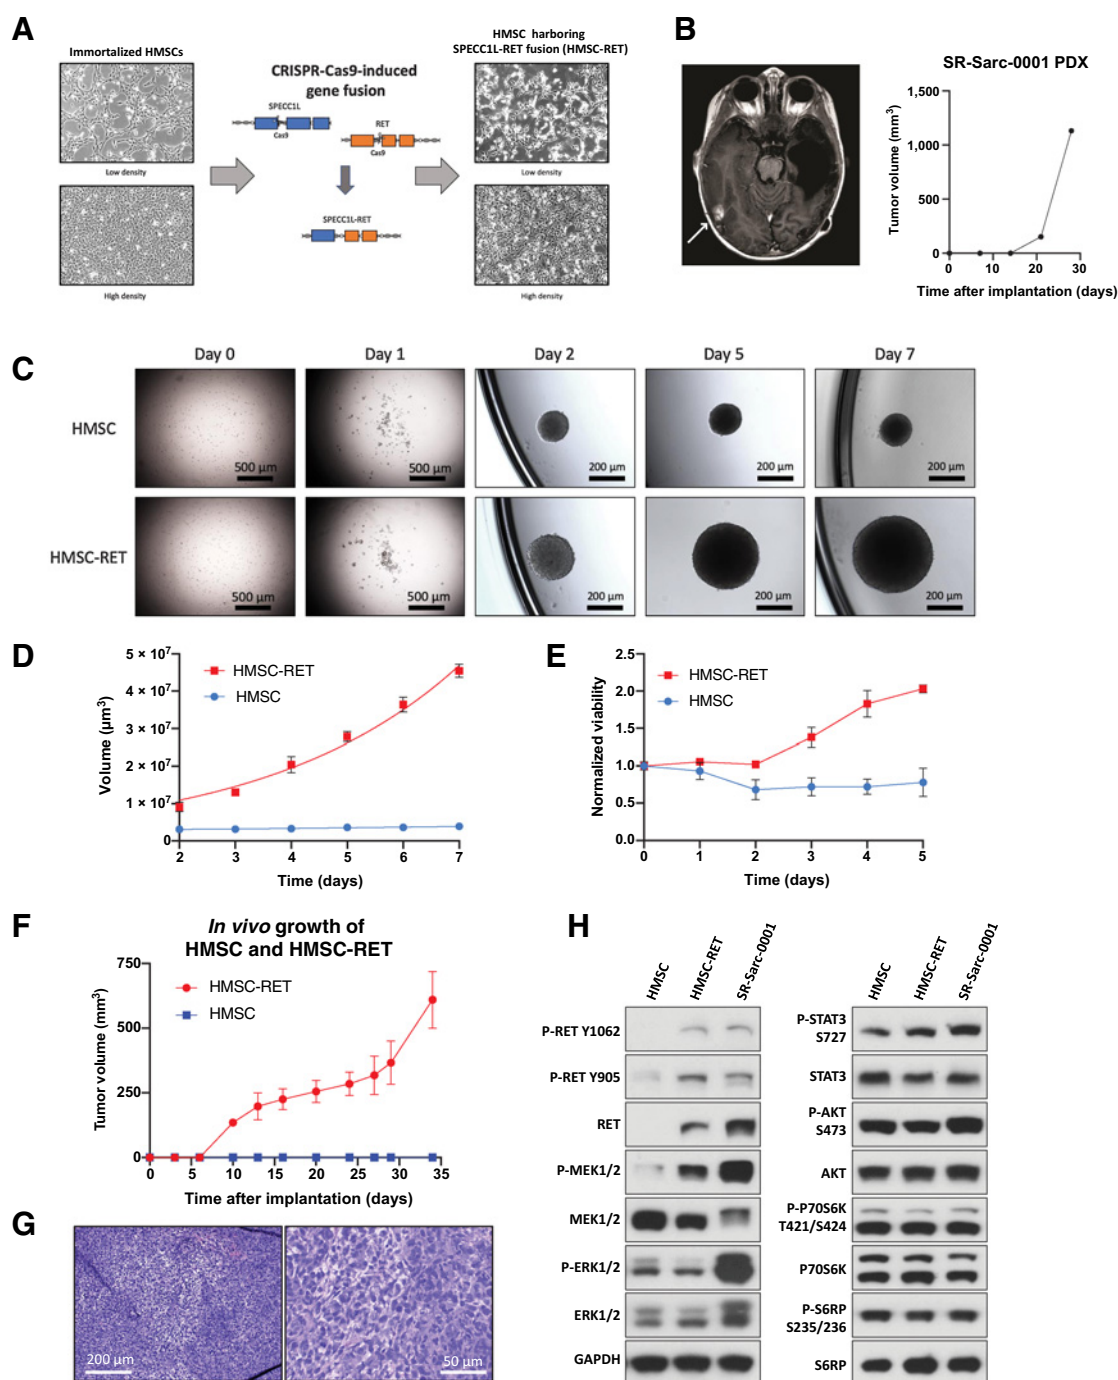 A
Immortalized HMSCs
Low density
High density
CRISPR-Cas9-induced
gene fusion
SPECC1L
Cas9
RET
Cas9
SPECC1L-RET
HMSC harboring
SPECC1L-RET fusion (HMSC-RET)
Low density
High density
B
SR-Sarc-0001 PDX
Tumor volume (mm³)
1,500
1,000
500
0
0 10 20 30
Time after implantation (days)
C
Day 0 Day 1 Day 2 Day 5 Day 7
HMSC
500 µm 500 µm 200 µm 200 µm 200 µm
HMSC-RET
500 µm 500 µm 200 µm 200 µm 200 µm
D
Volume (µm³)
5 × 10⁷
4 × 10⁷
3 × 10⁷
2 × 10⁷
1 × 10⁷
0
HMSC-RET
HMSC
2 3 4 5 6 7
Time (days)
E
Normalized viability
2.5
2.0
1.5
1.0
0.5
0.0
HMSC-RET
HMSC
0 1 2 3 4 5
Time (days)
F
In vivo growth of
HMSC and HMSC-RET
Tumor volume (mm³)
750
500
250
0
HMSC-RET
HMSC
0 5 10 15 20 25 30 35
Time after implantation (days)
G
200 µm
50 µm
H
HMSC HMSC-RET SR-Sarc-0001
P-RET Y1062
P-RET Y905
RET
P-MEK1/2
MEK1/2
P-ERK1/2
ERK1/2
GAPDH
HMSC HMSC-RET SR-Sarc-0001
P-STAT3
S727
STAT3
P-AKT
S473
AKT
P-P70S6K
T421/S424
P70S6K
P-S6RP
S235/236
S6RP